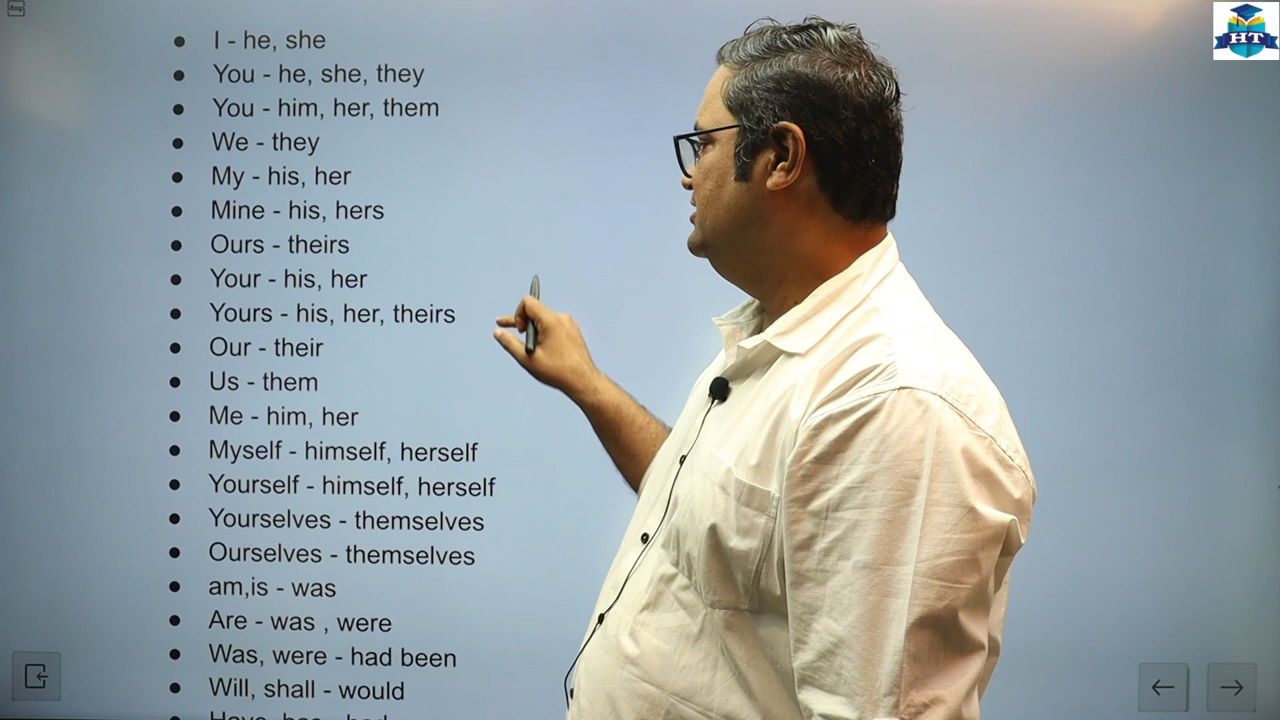 I - he, she
You - he, she, they
You - him, her, them
We - they
My - his, her
Mine - his, hers
Ours - theirs
Your - his, her
Yours - his, her, theirs
Our - their
Us - them
Me - him, her
Myself - himself, herself
Yourself - himself, herself
Yourselves - themselves
Ourselves - themselves
am,is - was
Are - was , were
Was, were - had been
Will, shall - would
Have, has - had
HT